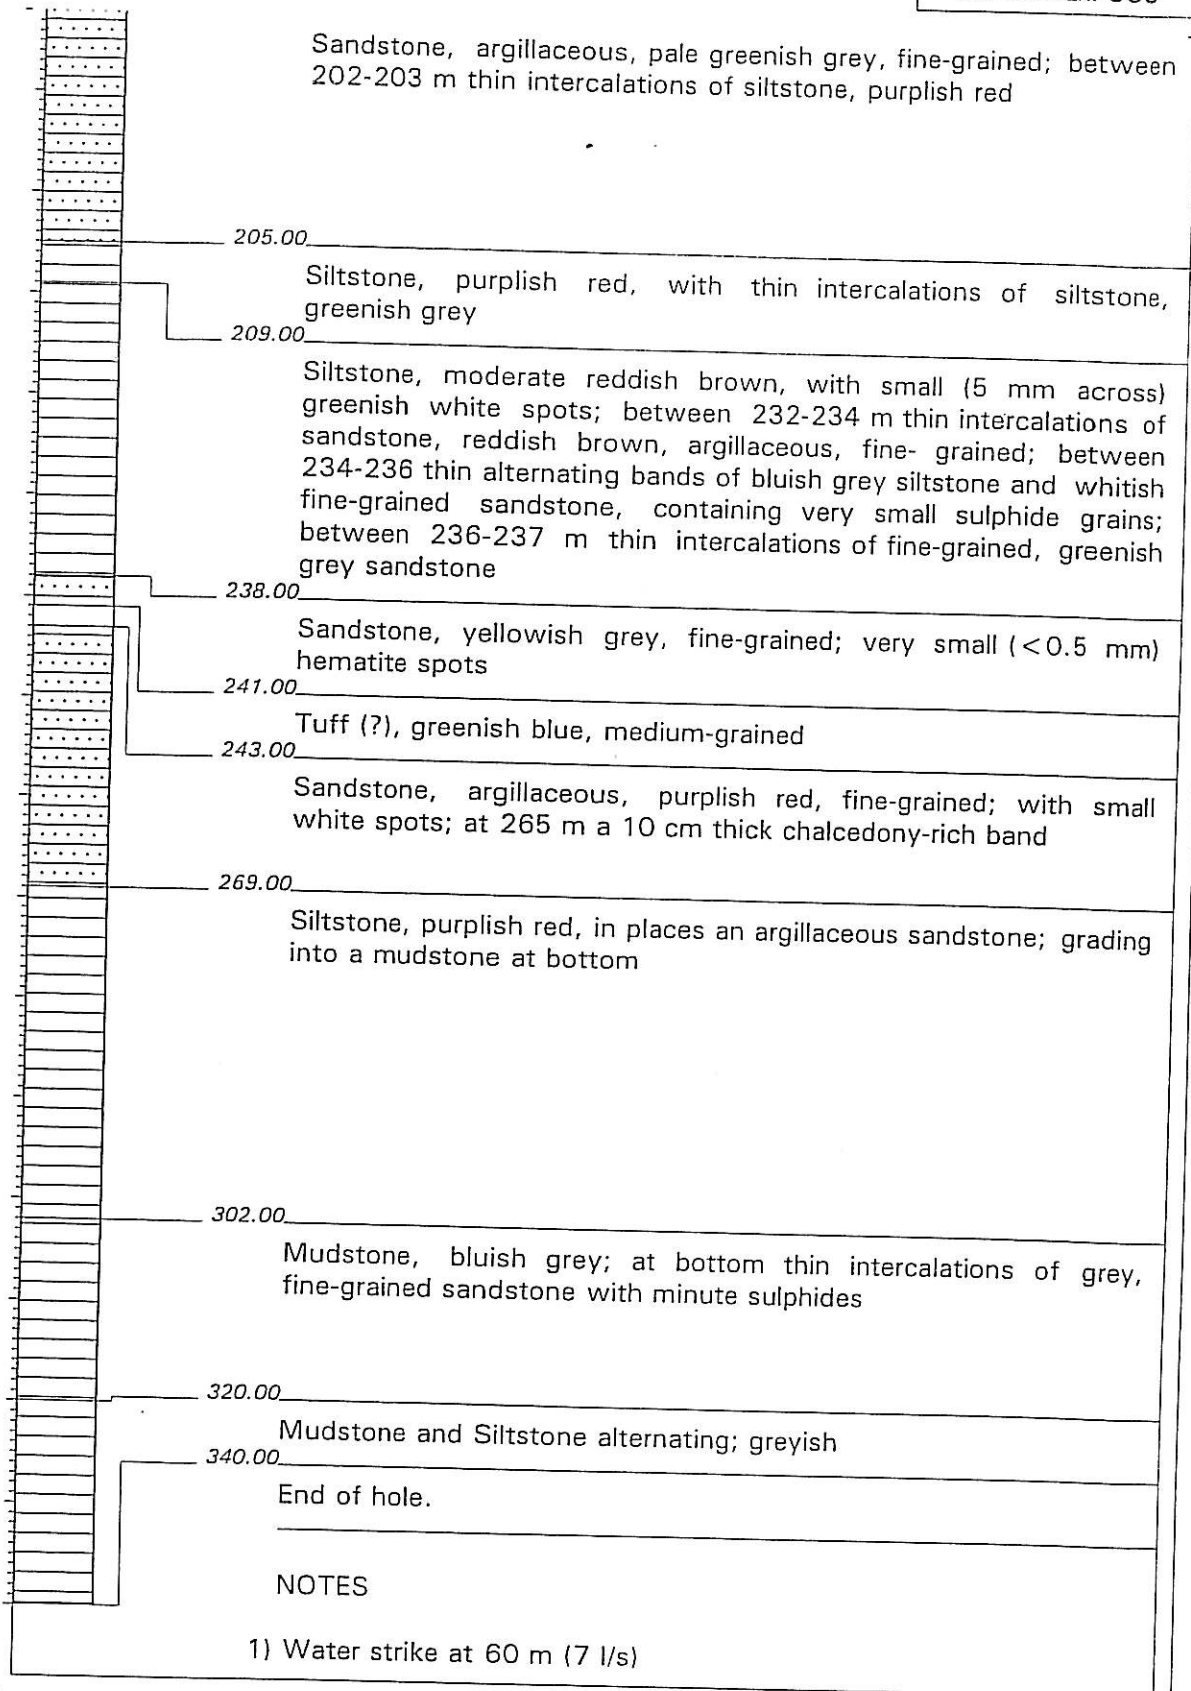 Sandstone, argillaceous, pale greenish grey, fine-grained; between
202-203 m thin intercalations of siltstone, purplish red
205.00
Siltstone, purplish red, with thin intercalations of siltstone,
greenish grey
209.00
Siltstone, moderate reddish brown, with small (5 mm across)
greenish white spots; between 232-234 m thin intercalations of
sandstone, reddish brown, argillaceous, fine- grained; between
234-236 thin alternating bands of bluish grey siltstone and whitish
fine-grained sandstone, containing very small sulphide grains;
between 236-237 m thin intercalations of fine-grained, greenish
grey sandstone
238.00
Sandstone, yellowish grey, fine-grained; very small (<0.5 mm)
hematite spots
241.00
Tuff (?), greenish blue, medium-grained
243.00
Sandstone, argillaceous, purplish red, fine-grained; with small
white spots; at 265 m a 10 cm thick chalcedony-rich band
269.00
Siltstone, purplish red, in places an argillaceous sandstone; grading
into a mudstone at bottom
302.00
Mudstone, bluish grey; at bottom thin intercalations of grey,
fine-grained sandstone with minute sulphides
320.00
Mudstone and Siltstone alternating; greyish
340.00
End of hole.
NOTES
1) Water strike at 60 m (7 l/s)